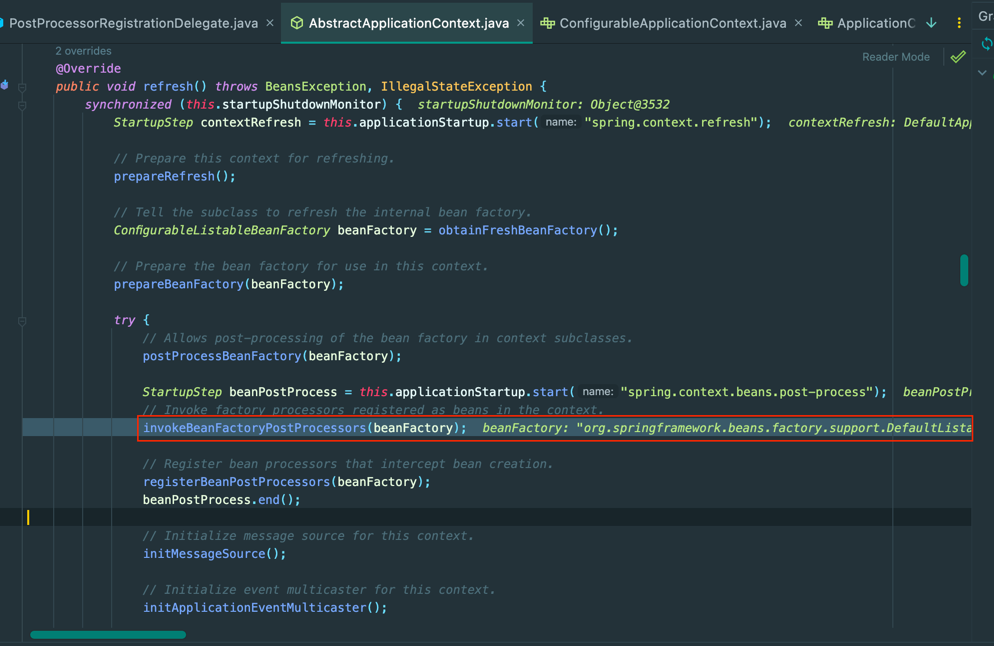 PostProcessorRegistrationDelegate.java × AbstractApplicationContext.java × ConfigurableApplicationContext.java × ApplicationC Gr
2 overrides
Reader Mode
@Override
public void refresh() throws BeansException, IllegalStateException {
synchronized (this.startupShutdownMonitor) { startupShutdownMonitor: Object@3532
StartupStep contextRefresh = this.applicationStartup.start( name: "spring.context.refresh"); contextRefresh: DefaultApp
// Prepare this context for refreshing.
prepareRefresh();
// Tell the subclass to refresh the internal bean factory.
ConfigurableListableBeanFactory beanFactory = obtainFreshBeanFactory();
// Prepare the bean factory for use in this context.
prepareBeanFactory(beanFactory);
try {
// Allows post-processing of the bean factory in context subclasses.
postProcessBeanFactory(beanFactory);
StartupStep beanPostProcess = this.applicationStartup.start( name: "spring.context.beans.post-process"); beanPostPr
// Invoke factory processors registered as beans in the context.
invokeBeanFactoryPostProcessors(beanFactory); beanFactory: "org.springframework.beans.factory.support.DefaultLista
// Register bean processors that intercept bean creation.
registerBeanPostProcessors(beanFactory);
beanPostProcess.end();
// Initialize message source for this context.
initMessageSource();
// Initialize event multicaster for this context.
initApplicationEventMulticaster();